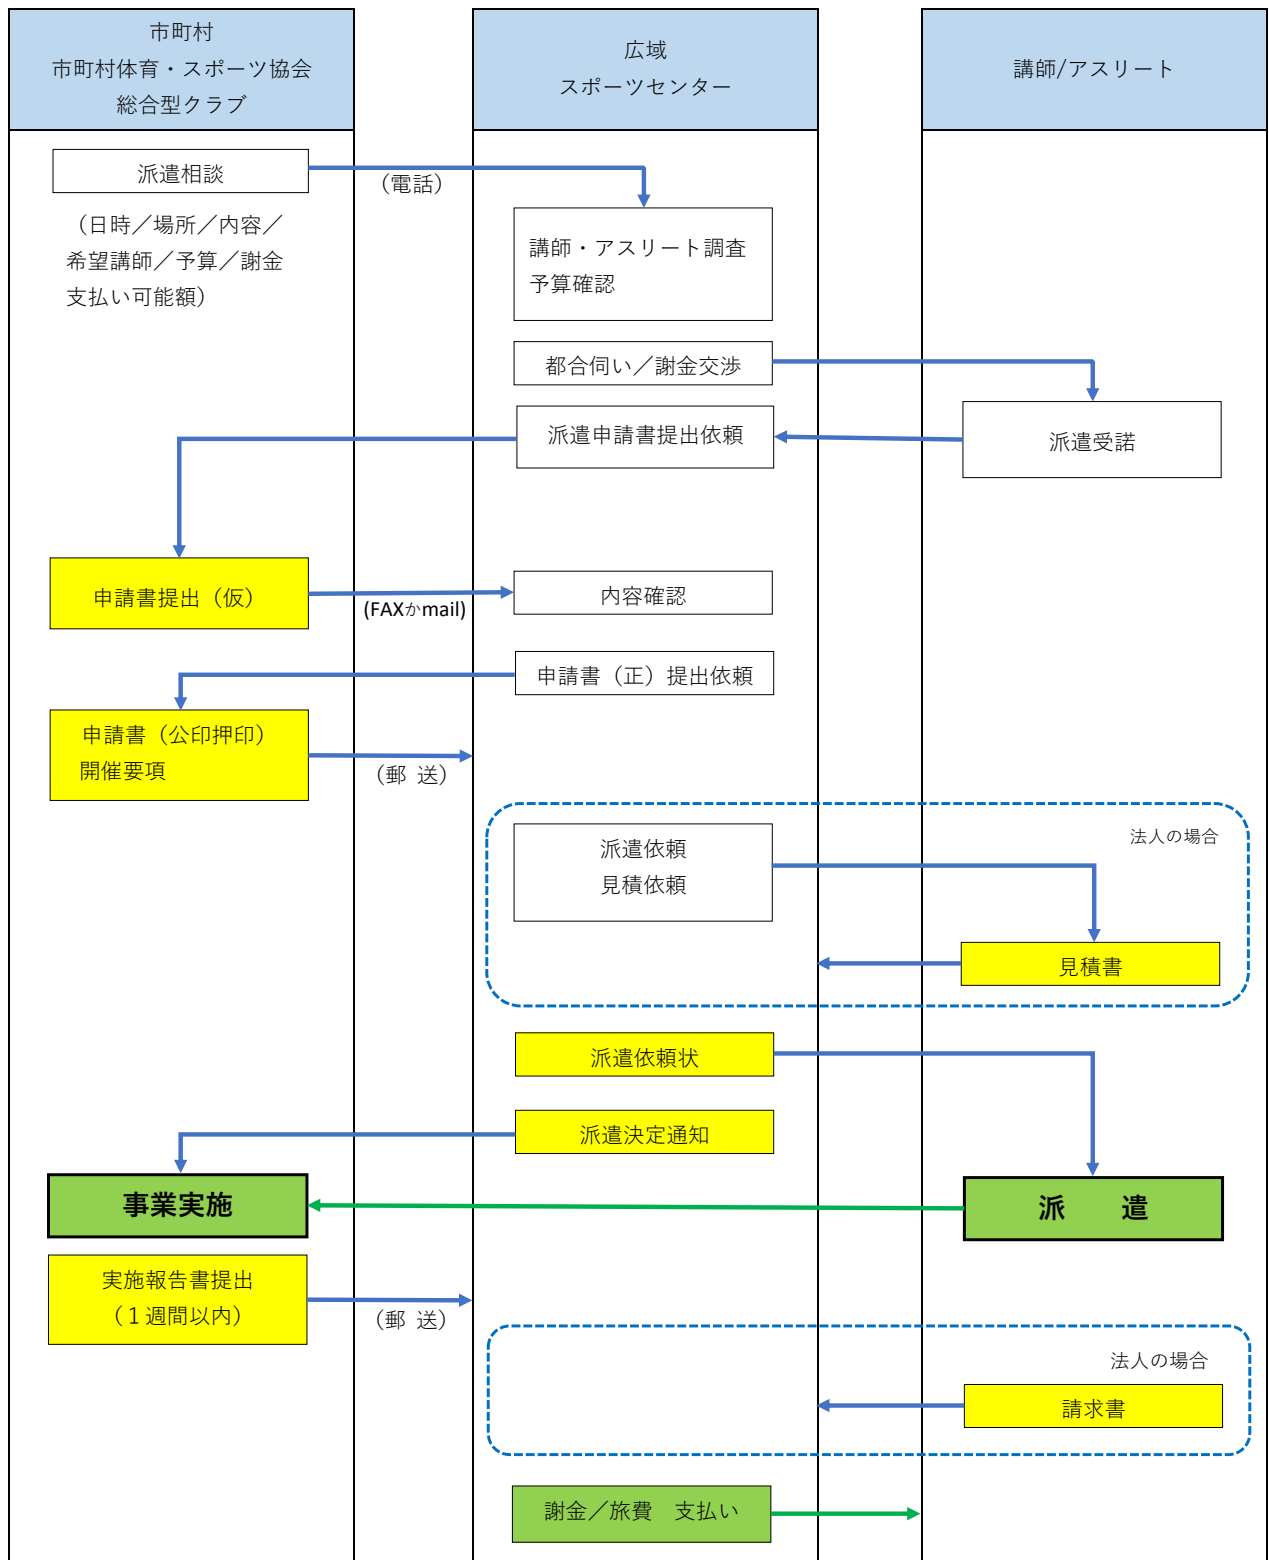 市町村
市町村体育・スポーツ協会
総合型クラブ
広域
スポーツセンター
講師/アスリート
派遣相談
（電話）
（日時／場所／内容／
希望講師／予算／謝金
支払い可能額）
講師・アスリート調査
予算確認
都合伺い／謝金交渉
派遣申請書提出依頼
派遣受諾
申請書提出（仮）
(FAXかmail)
内容確認
申請書（正）提出依頼
申請書（公印押印）
開催要項
（郵 送）
法人の場合
派遣依頼
見積依頼
見積書
派遣依頼状
派遣決定通知
事業実施
派　　遣
実施報告書提出
（１週間以内）
（郵 送）
法人の場合
請求書
謝金／旅費　支払い